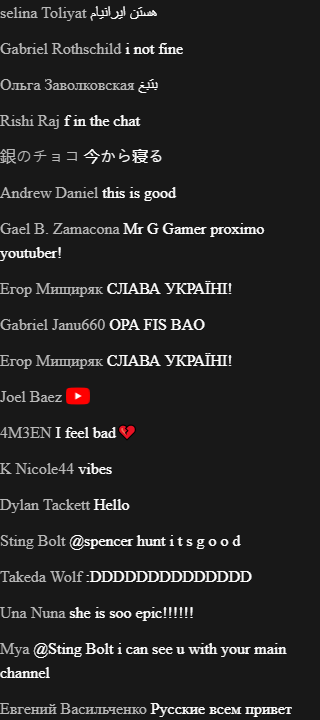 selina Toliyat هستن ایرانیام
Gabriel Rothschild i not fine
Ольга Заволковская بتيغ
Rishi Raj f in the chat
銀のチョコ 今から寝る
Andrew Daniel this is good
Gael B. Zamacona Mr G Gamer proximo
youtuber!
Егор Мищиряк СЛАВА УКРАЇНІ!
Gabriel Janu660 OPA FIS BAO
Егор Мищиряк СЛАВА УКРАЇНІ!
Joel Baez
4M3EN I feel bad 💔
K Nicole44 vibes
Dylan Tackett Hello
Sting Bolt @spencer hunt i t s g o o d
Takeda Wolf :DDDDDDDDDDDDDD
Una Nuna she is soo epic!!!!!!
Mya @Sting Bolt i can see u with your main
channel
Евгений Васильченко Русские всем привет